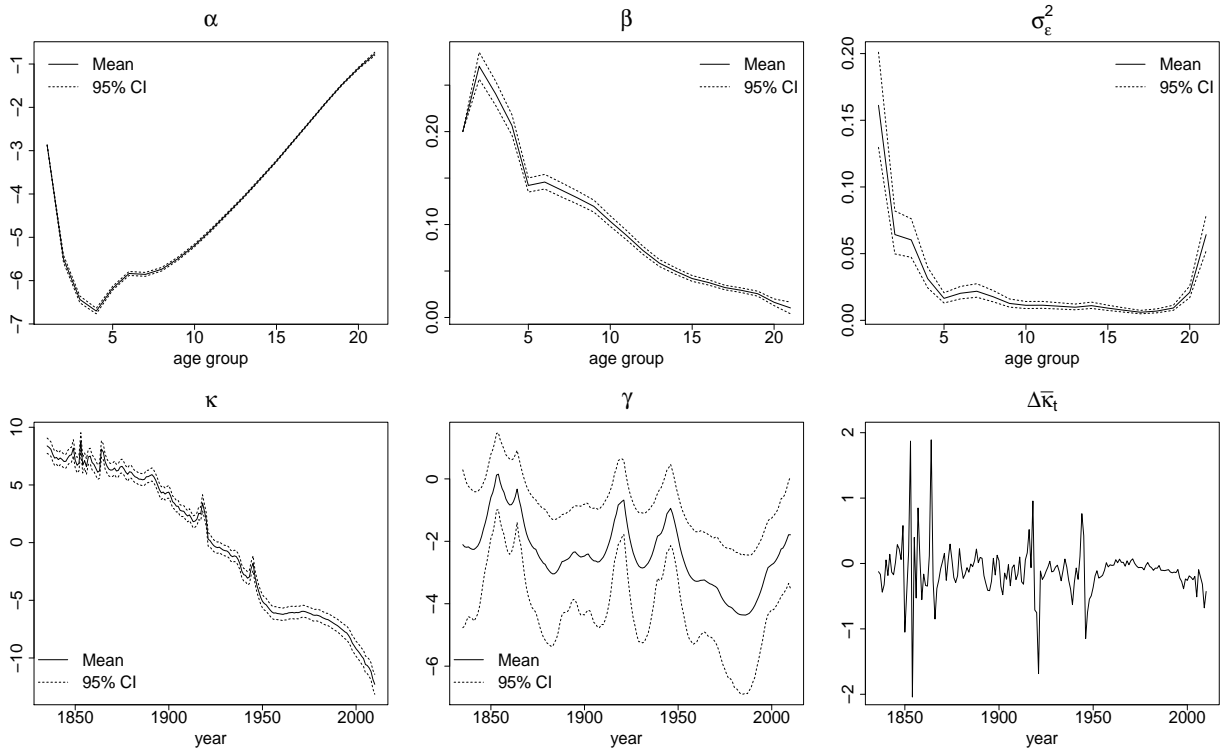 α
Mean
95% CI
−1
−2
−3
−4
−5
−6
−7
5 10 15 20
age group
β
Mean
95% CI
0.20
0.10
0.00
5 10 15 20
age group
σ²ε
Mean
95% CI
0.20
0.15
0.10
0.05
0.00
5 10 15 20
age group
κ
10
5
0
−5
−10
Mean
95% CI
1850 1900 1950 2000
year
γ
0
−2
−4
−6
Mean
95% CI
1850 1900 1950 2000
year
Δκ̄t
2
1
0
−1
−2
1850 1900 1950 2000
year